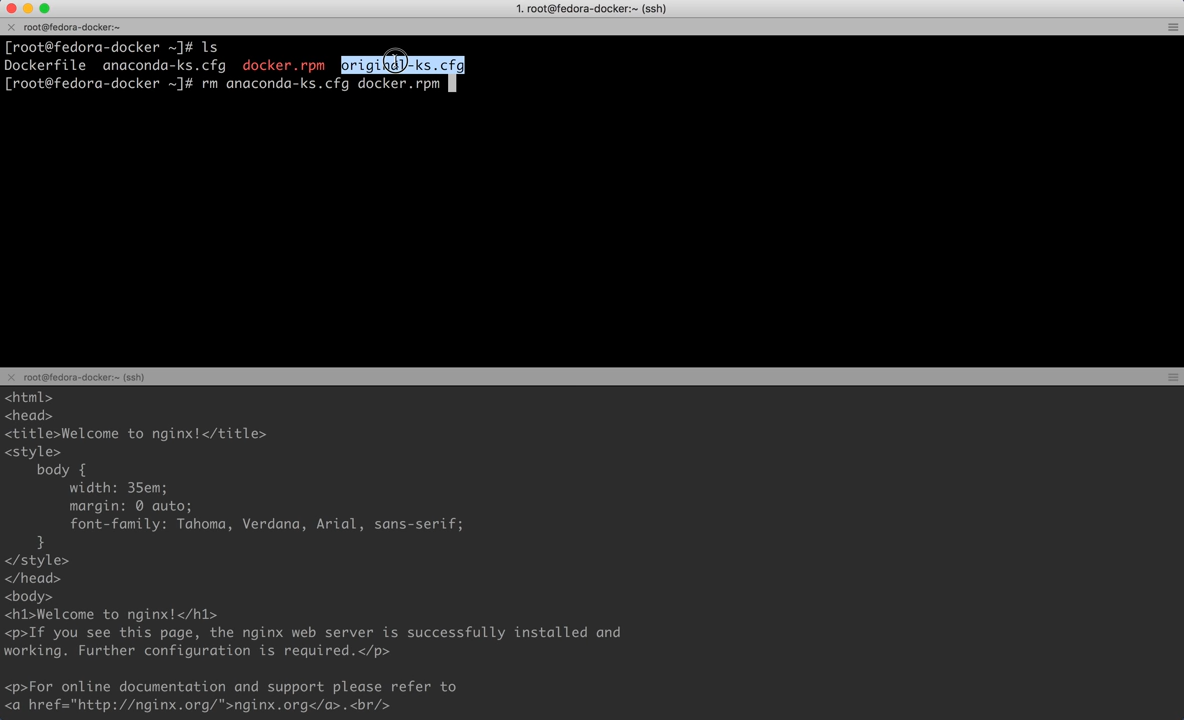 1. root@fedora-docker:~ (ssh)
root@fedora-docker:~
[root@fedora-docker ~]# ls
Dockerfile  anaconda-ks.cfg  docker.rpm  original-ks.cfg
[root@fedora-docker ~]# rm anaconda-ks.cfg docker.rpm
root@fedora-docker:~ (ssh)
<html>
<head>
<title>Welcome to nginx!</title>
<style>
    body {
        width: 35em;
        margin: 0 auto;
        font-family: Tahoma, Verdana, Arial, sans-serif;
    }
</style>
</head>
<body>
<h1>Welcome to nginx!</h1>
<p>If you see this page, the nginx web server is successfully installed and
working. Further configuration is required.</p>
<p>For online documentation and support please refer to
<a href="http://nginx.org/">nginx.org</a>.<br/>